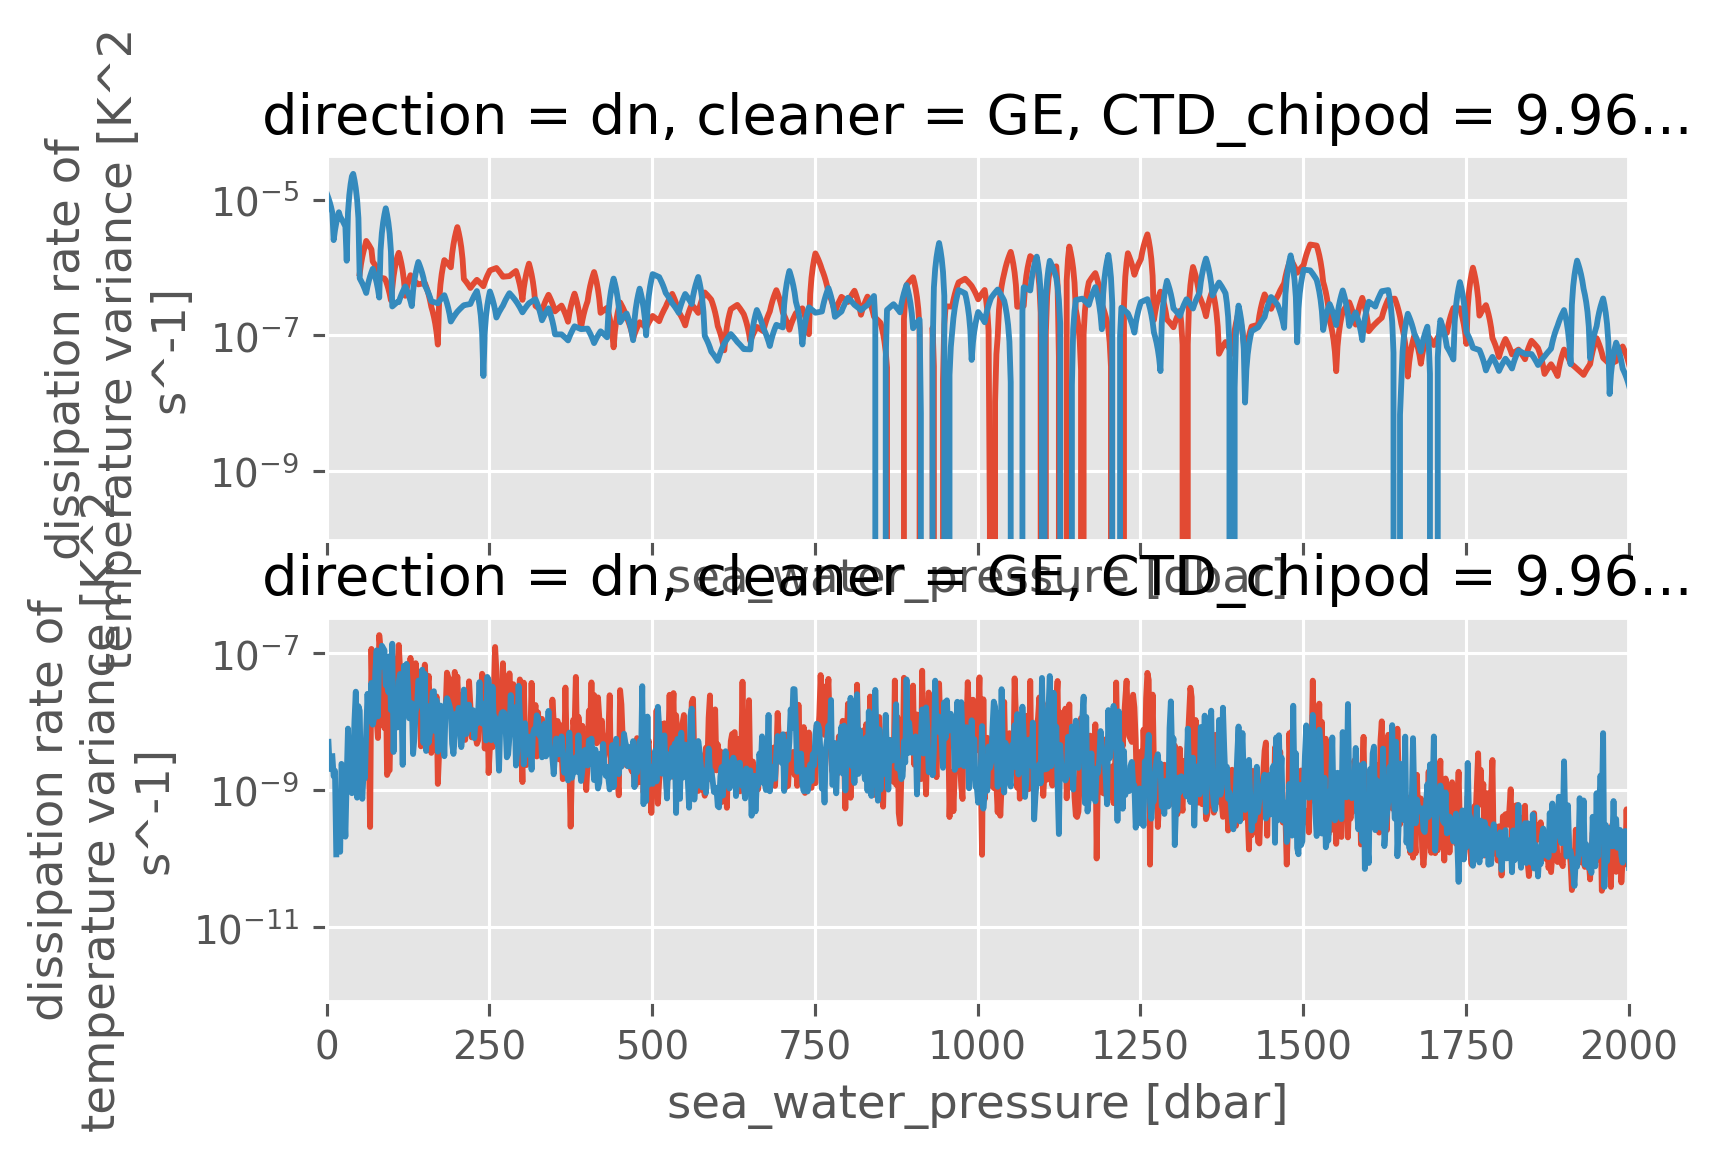 direction = dn, cleaner = GE, CTD_chipod = 9.96...
dissipation rate of
temperature variance [K^2
s^-1]
10^−5
10^−7
10^−9
sea_water_pressure [dbar]
direction = dn, cleaner = GE, CTD_chipod = 9.96...
dissipation rate of
temperature variance [K^2
s^-1]
10^−7
10^−9
10^−11
0 250 500 750 1000 1250 1500 1750 2000
sea_water_pressure [dbar]